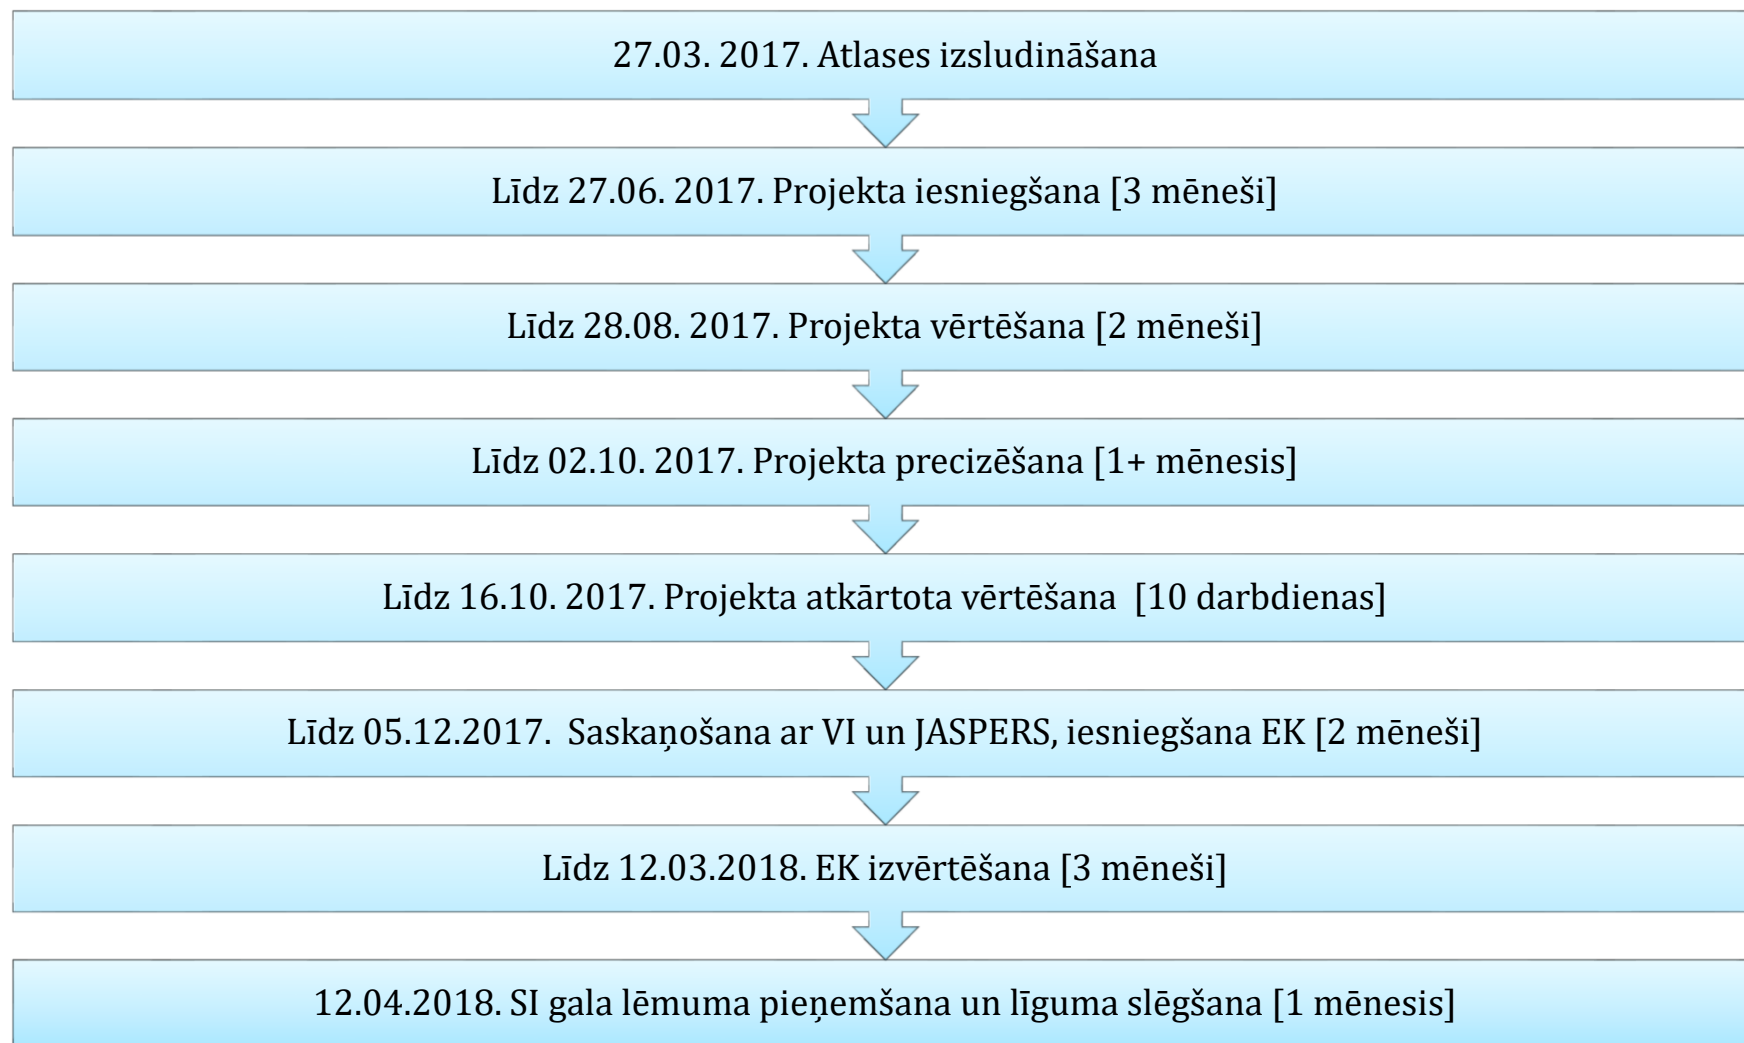 27.03. 2017. Atlases izsludināšana
Līdz 27.06. 2017. Projekta iesniegšana [3 mēneši]
Līdz 28.08. 2017. Projekta vērtēšana [2 mēneši]
Līdz 02.10. 2017. Projekta precizēšana [1+ mēnesis]
Līdz 16.10. 2017. Projekta atkārtota vērtēšana  [10 darbdienas]
Līdz 05.12.2017.  Saskaņošana ar VI un JASPERS, iesniegšana EK [2 mēneši]
Līdz 12.03.2018. EK izvērtēšana [3 mēneši]
12.04.2018. SI gala lēmuma pieņemšana un līguma slēgšana [1 mēnesis]